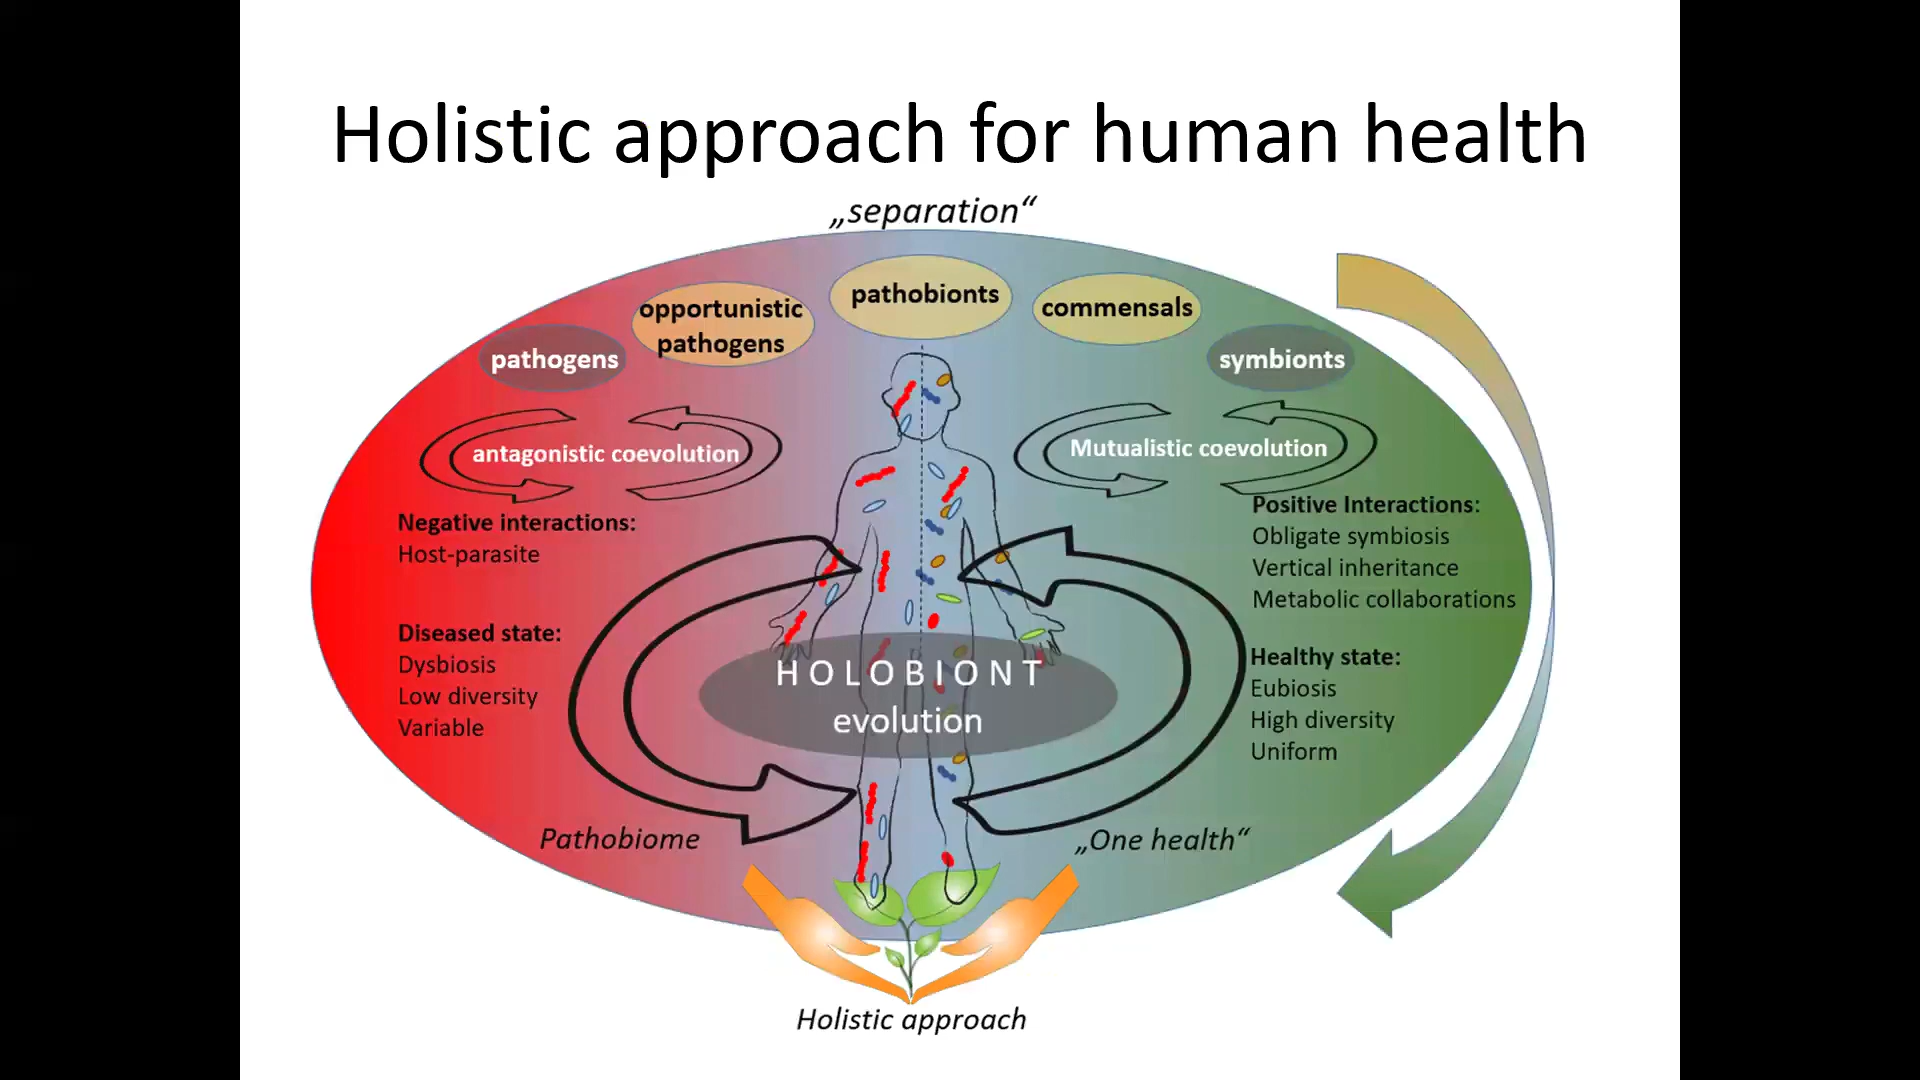 Holistic approach for human health
„separation“
pathobionts
opportunistic
pathogens
commensals
pathogens
symbionts
antagonistic coevolution
Mutualistic coevolution
Negative interactions:
Host-parasite
Positive Interactions:
Obligate symbiosis
Vertical inheritance
Metabolic collaborations
Diseased state:
Dysbiosis
Low diversity
Variable
HOLOBIONT
evolution
Healthy state:
Eubiosis
High diversity
Uniform
Pathobiome
„One health“
Holistic approach